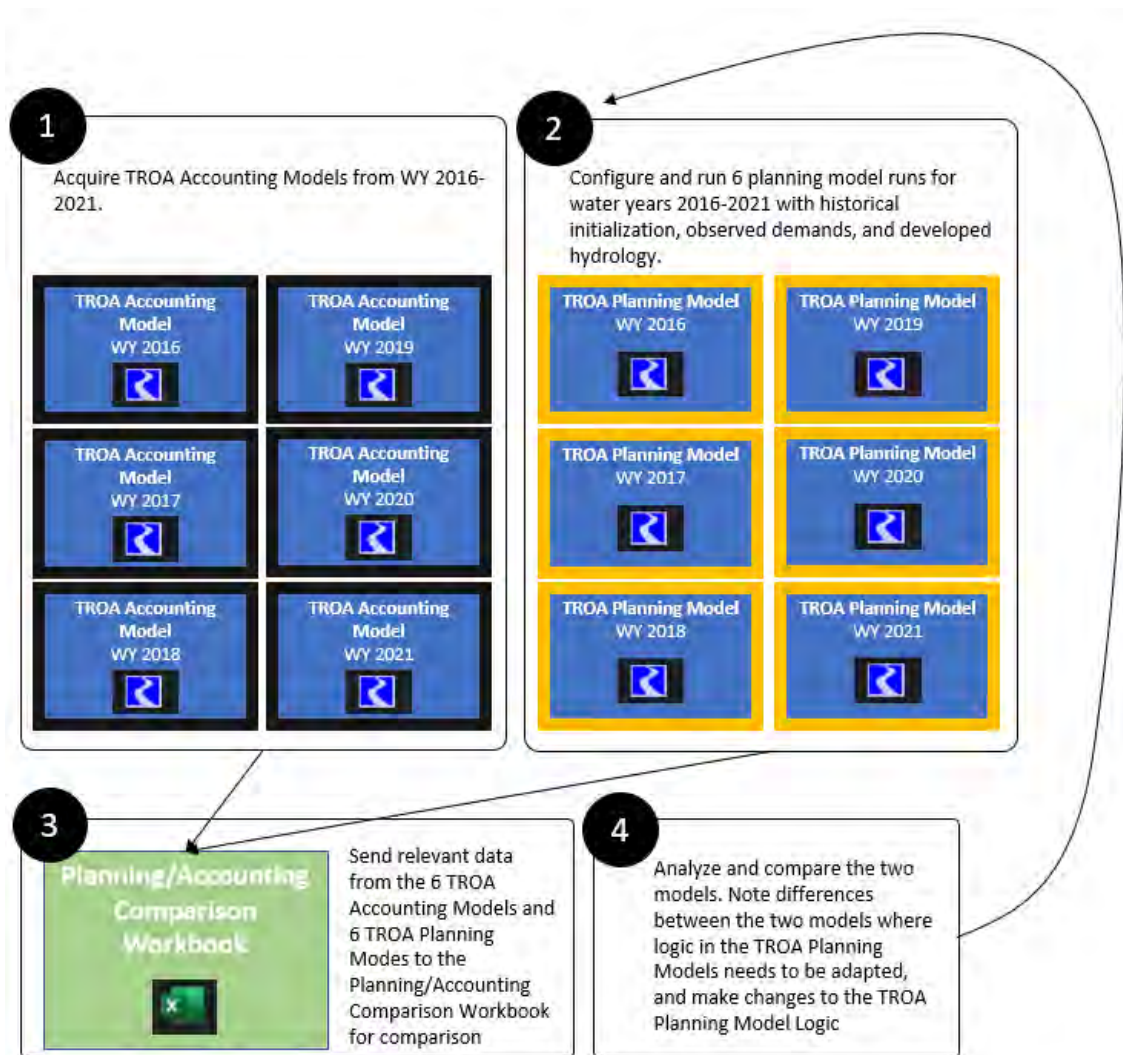 1
Acquire TROA Accounting Models from WY 2016-
2021.
TROA Accounting
Model
WY 2016
TROA Accounting
Model
WY 2019
TROA Accounting
Model
WY 2017
TROA Accounting
Model
WY 2020
TROA Accounting
Model
WY 2018
TROA Accounting
Model
WY 2021
2
Configure and run 6 planning model runs for
water years 2016-2021 with historical
initialization, observed demands, and developed
hydrology.
TROA Planning Model
WY 2016
TROA Planning Model
WY 2019
TROA Planning Model
WY 2017
TROA Planning Model
WY 2020
TROA Planning Model
WY 2018
TROA Planning Model
WY 2021
3
Planning/Accounting
Comparison
Workbook
X
Send relevant data
from the 6 TROA
Accounting Models and
6 TROA Planning
Modes to the
Planning/Accounting
Comparison Workbook
for comparison
4
Analyze and compare the two
models. Note differences
between the two models where
logic in the TROA Planning
Models needs to be adapted,
and make changes to the TROA
Planning Model Logic